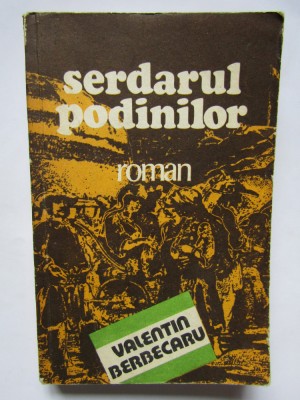 serdarul
podinilor
roman
VALENTIN
BERBECARU